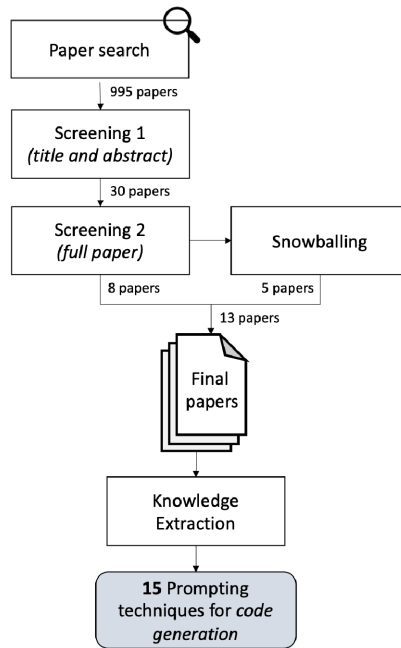 Paper search
995 papers
Screening 1
(title and abstract)
30 papers
Screening 2
(full paper)
Snowballing
8 papers
5 papers
13 papers
Final
papers
Knowledge
Extraction
15 Prompting
techniques for code
generation